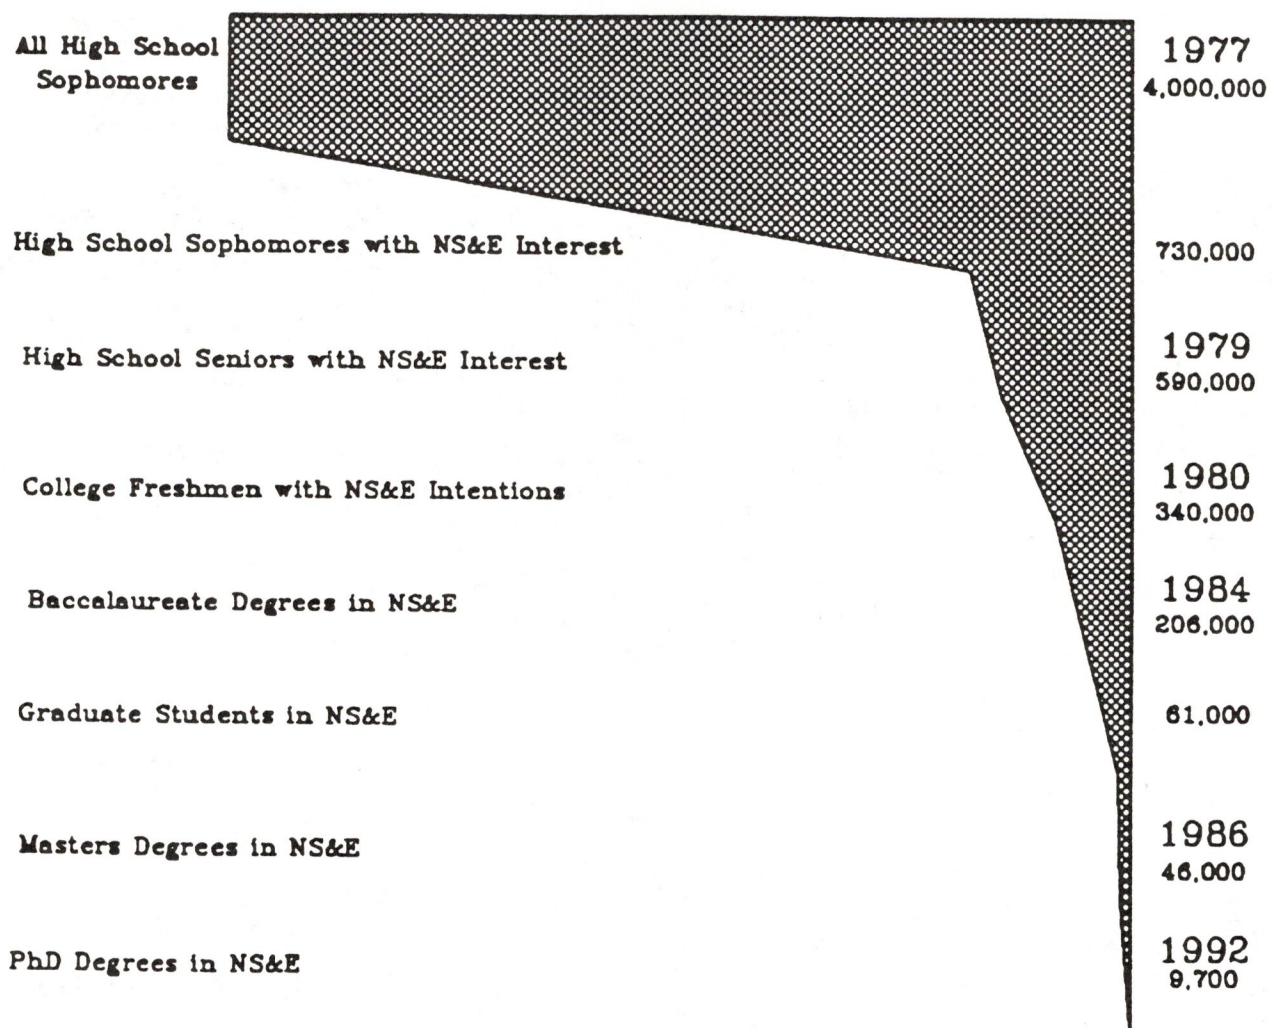 All High School
Sophomores
1977
4,000,000
High School Sophomores with NS&E Interest
730,000
High School Seniors with NS&E Interest
1979
590,000
College Freshmen with NS&E Intentions
1980
340,000
Baccalaureate Degrees in NS&E
1984
206,000
Graduate Students in NS&E
61,000
Masters Degrees in NS&E
1986
46,000
PhD Degrees in NS&E
1992
9,700